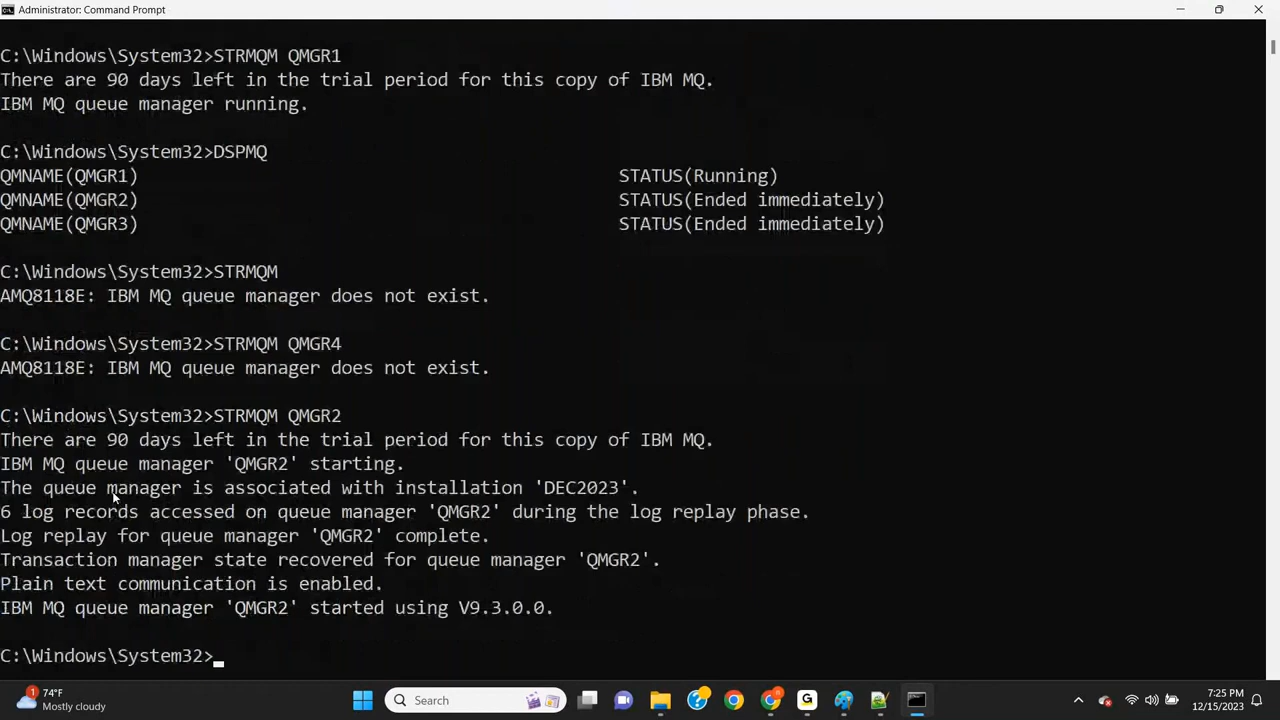 Administrator: Command Prompt
C:\Windows\System32>STRMQM QMGR1
There are 90 days left in the trial period for this copy of IBM MQ.
IBM MQ queue manager running.
C:\Windows\System32>DSPMQ
QMNAME(QMGR1) STATUS(Running)
QMNAME(QMGR2) STATUS(Ended immediately)
QMNAME(QMGR3) STATUS(Ended immediately)
C:\Windows\System32>STRMQM
AMQ8118E: IBM MQ queue manager does not exist.
C:\Windows\System32>STRMQM QMGR4
AMQ8118E: IBM MQ queue manager does not exist.
C:\Windows\System32>STRMQM QMGR2
There are 90 days left in the trial period for this copy of IBM MQ.
IBM MQ queue manager 'QMGR2' starting.
The queue manager is associated with installation 'DEC2023'.
6 log records accessed on queue manager 'QMGR2' during the log replay phase.
Log replay for queue manager 'QMGR2' complete.
Transaction manager state recovered for queue manager 'QMGR2'.
Plain text communication is enabled.
IBM MQ queue manager 'QMGR2' started using V9.3.0.0.
C:\Windows\System32>
1 74°F
Mostly cloudy
Search
G
7:25 PM
12/15/2023